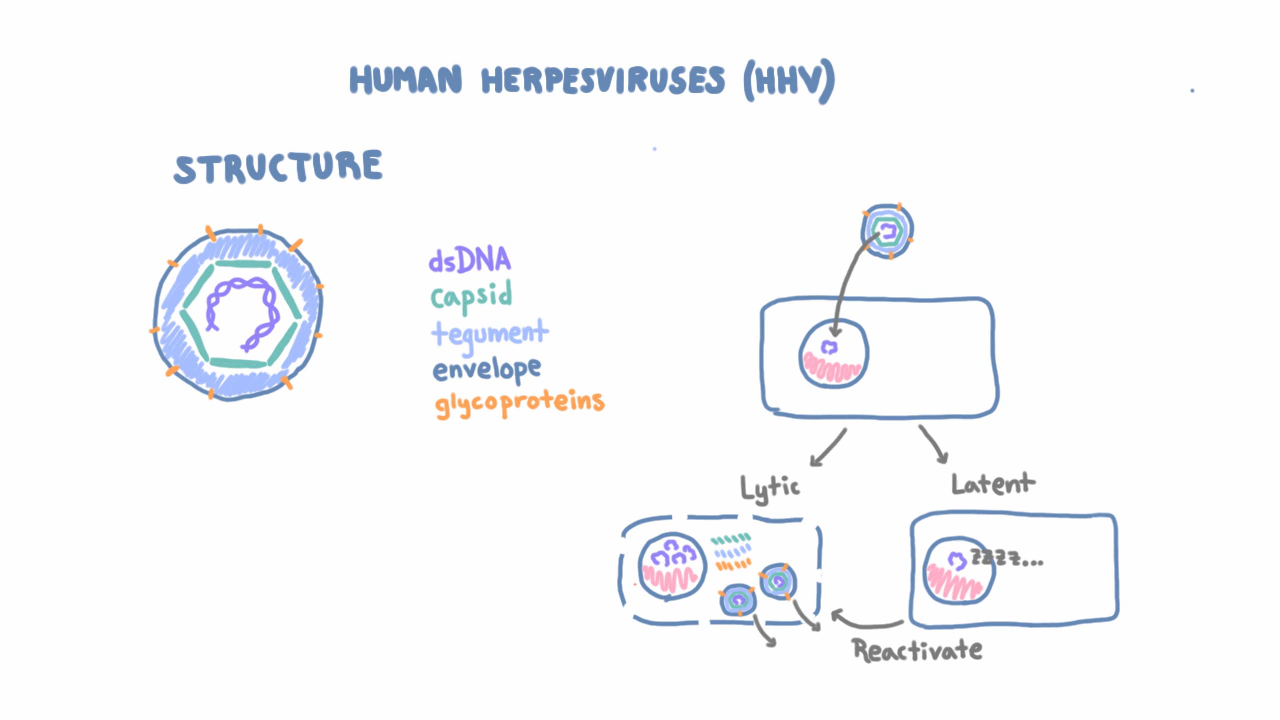 HUMAN HERPESVIRUSES (HHV)
STRUCTURE
dsDNA
capsid
tegument
envelope
glycoproteins
Lytic
Latent
zzzz...
Reactivate